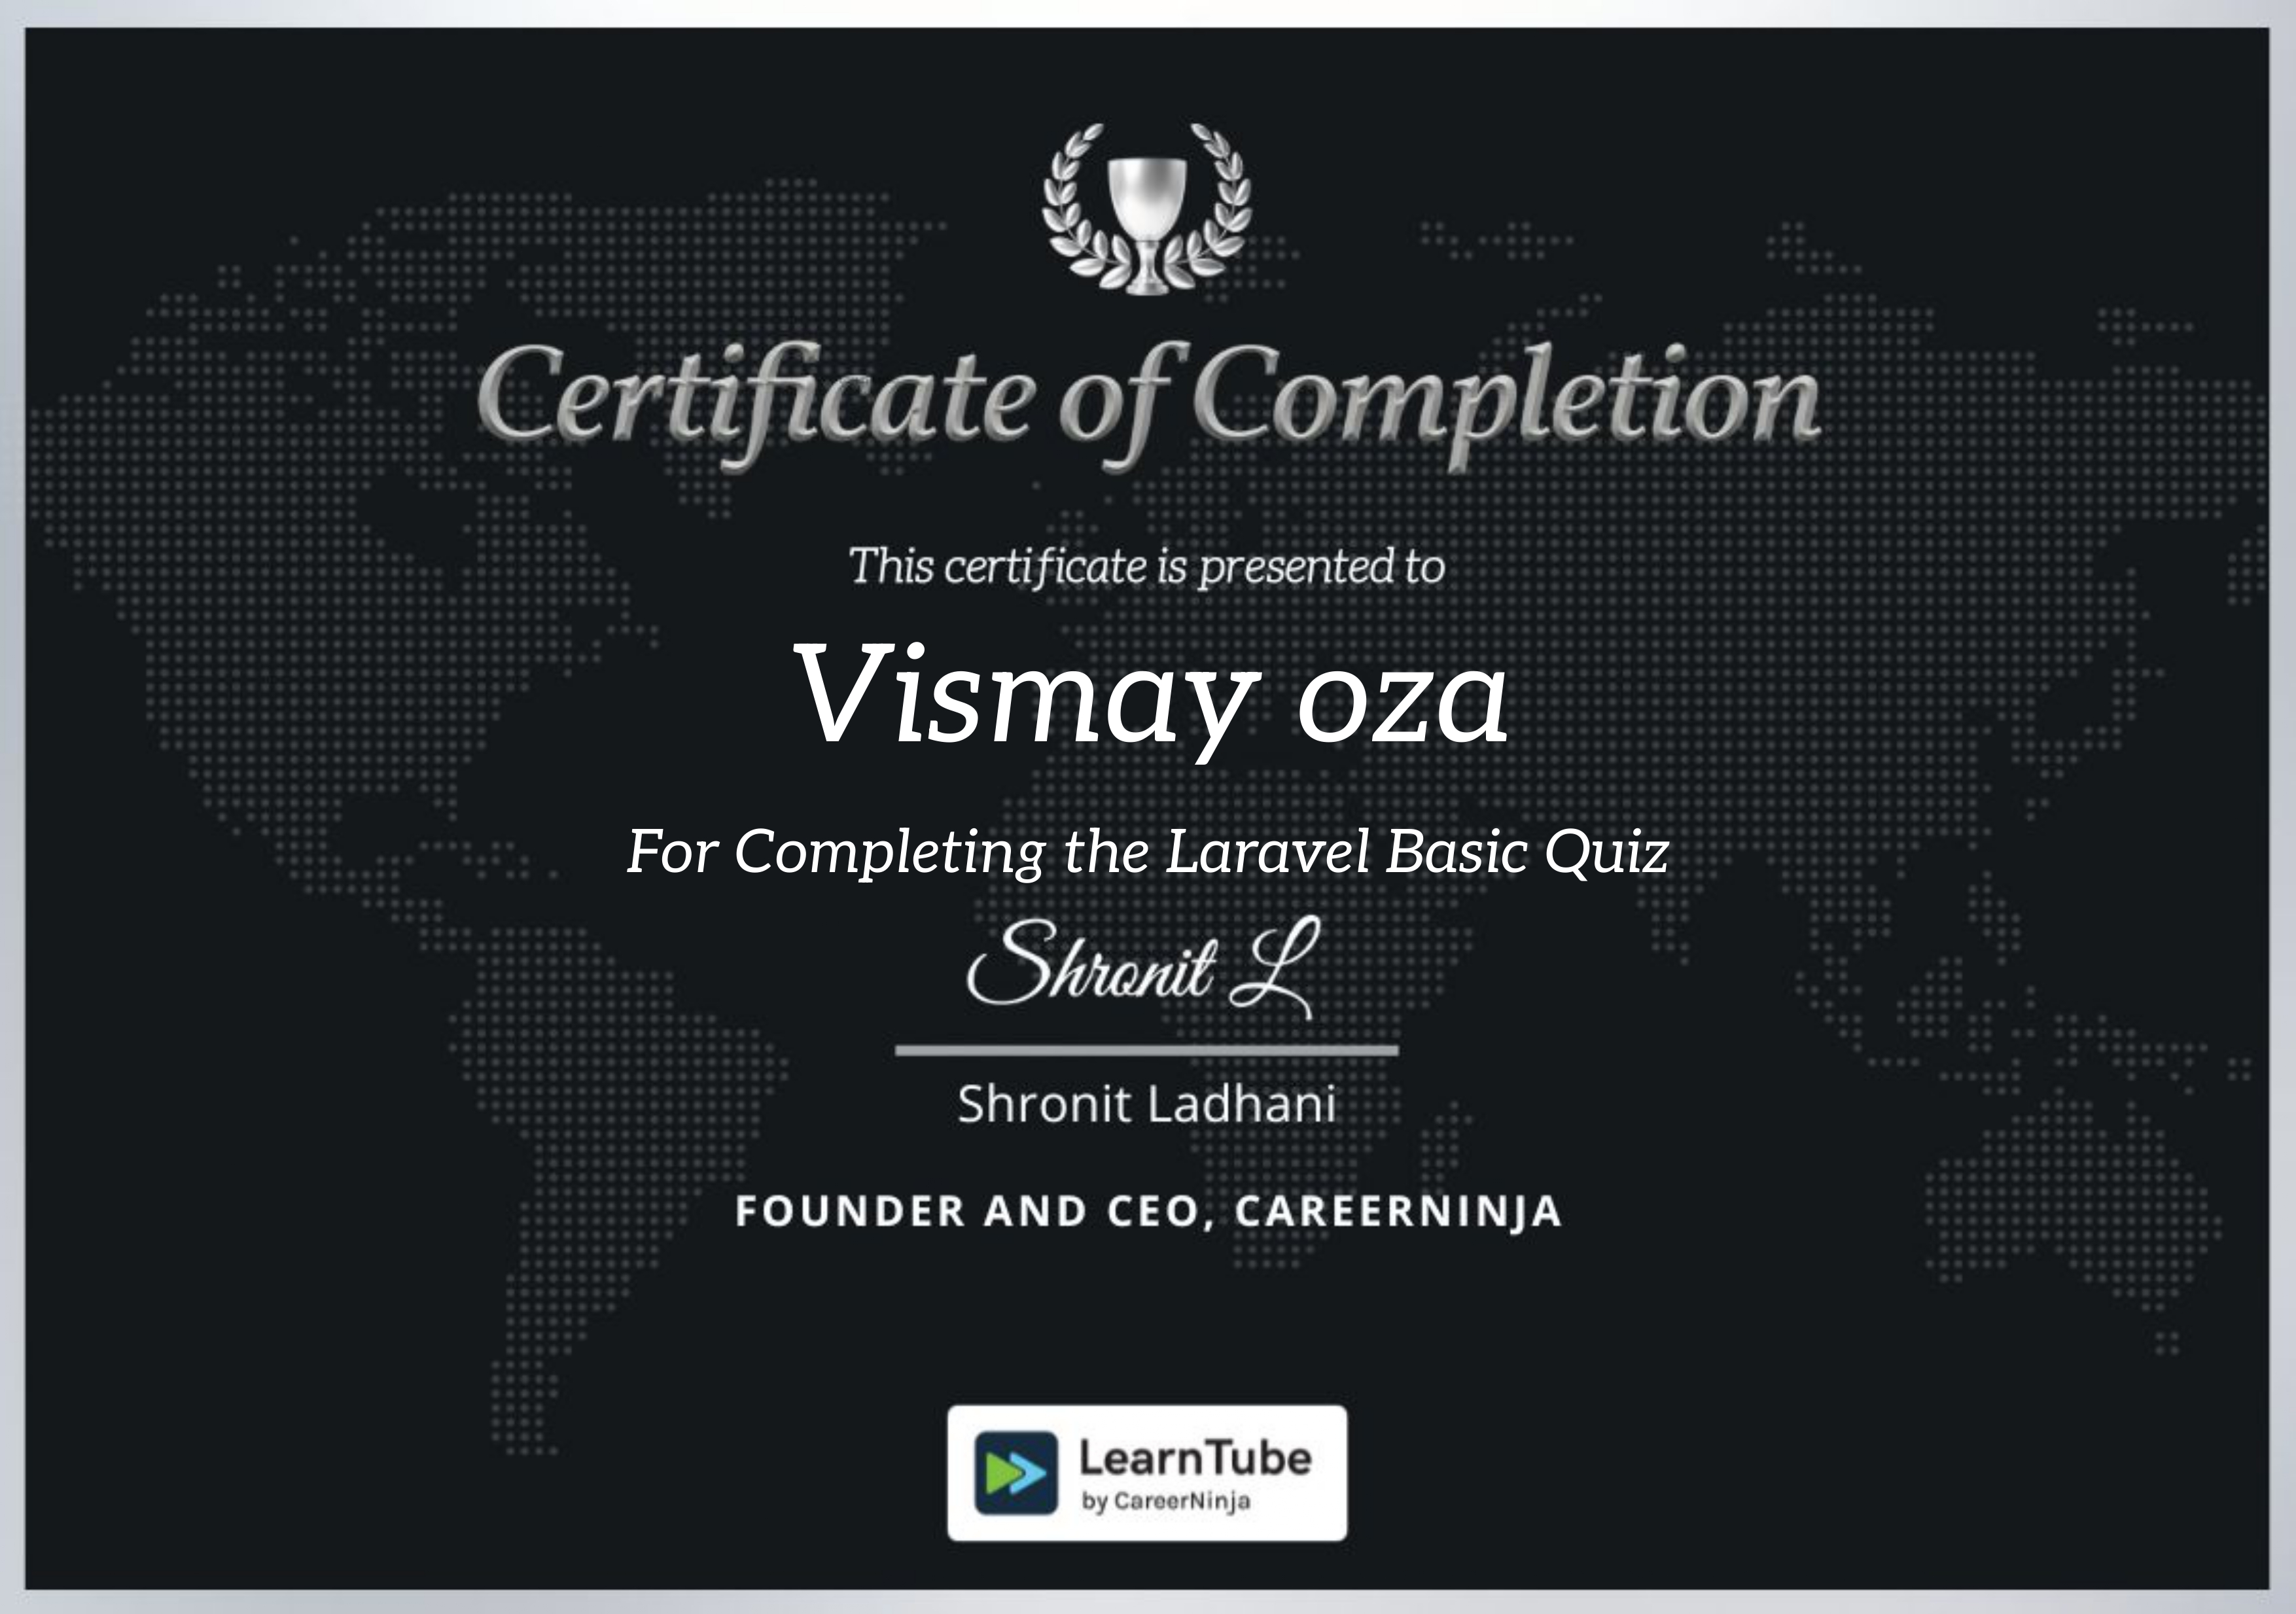 Certificate of Completion
This certificate is presented to
Vismay oza
For Completing the Laravel Basic Quiz
Shronit L
Shronit Ladhani
FOUNDER AND CEO, CAREERNINJA
LearnTube
by CareerNinja